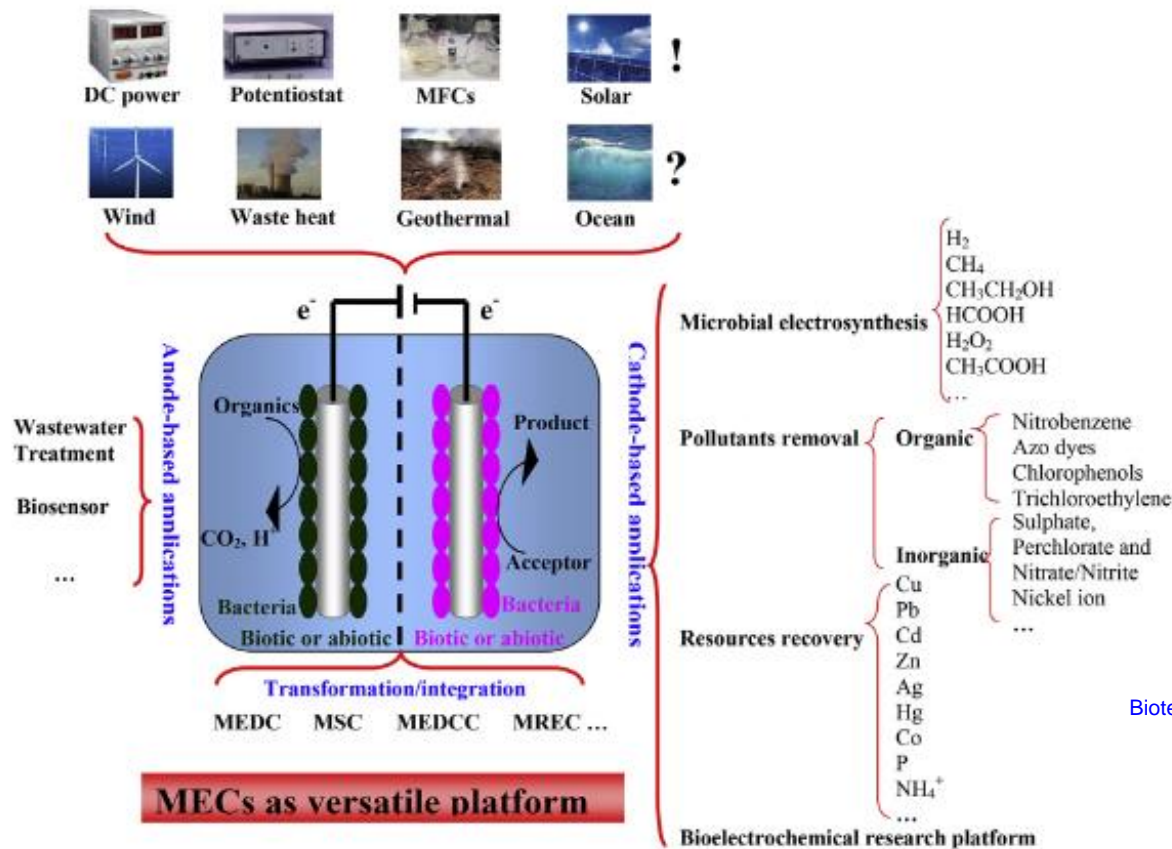 DC power Potentiostat MFCs Solar !
Wind Waste heat Geothermal Ocean ?
e⁻ e⁻
Anode-based applications
Wastewater
Treatment
Biosensor
...
Organics
CO₂, H⁺
Bacteria
Biotic or abiotic
Product
Acceptor
Bacteria
Biotic or abiotic
Cathode-based applications
Transformation/integration
MEDC MSC MEDCC MREC ...
MECs as versatile platform
Microbial electrosynthesis
H₂
CH₄
CH₃CH₂OH
HCOOH
H₂O₂
CH₃COOH
...
Pollutants removal
Organic
Nitrobenzene
Azo dyes
Chlorophenols
Trichloroethylene
Inorganic
Sulphate,
Perchlorate and
Nitrate/Nitrite
Nickel ion
...
Resources recovery
Cu
Pb
Cd
Zn
Ag
Hg
Co
P
NH₄⁺
...
Bioelectrochemical research platform